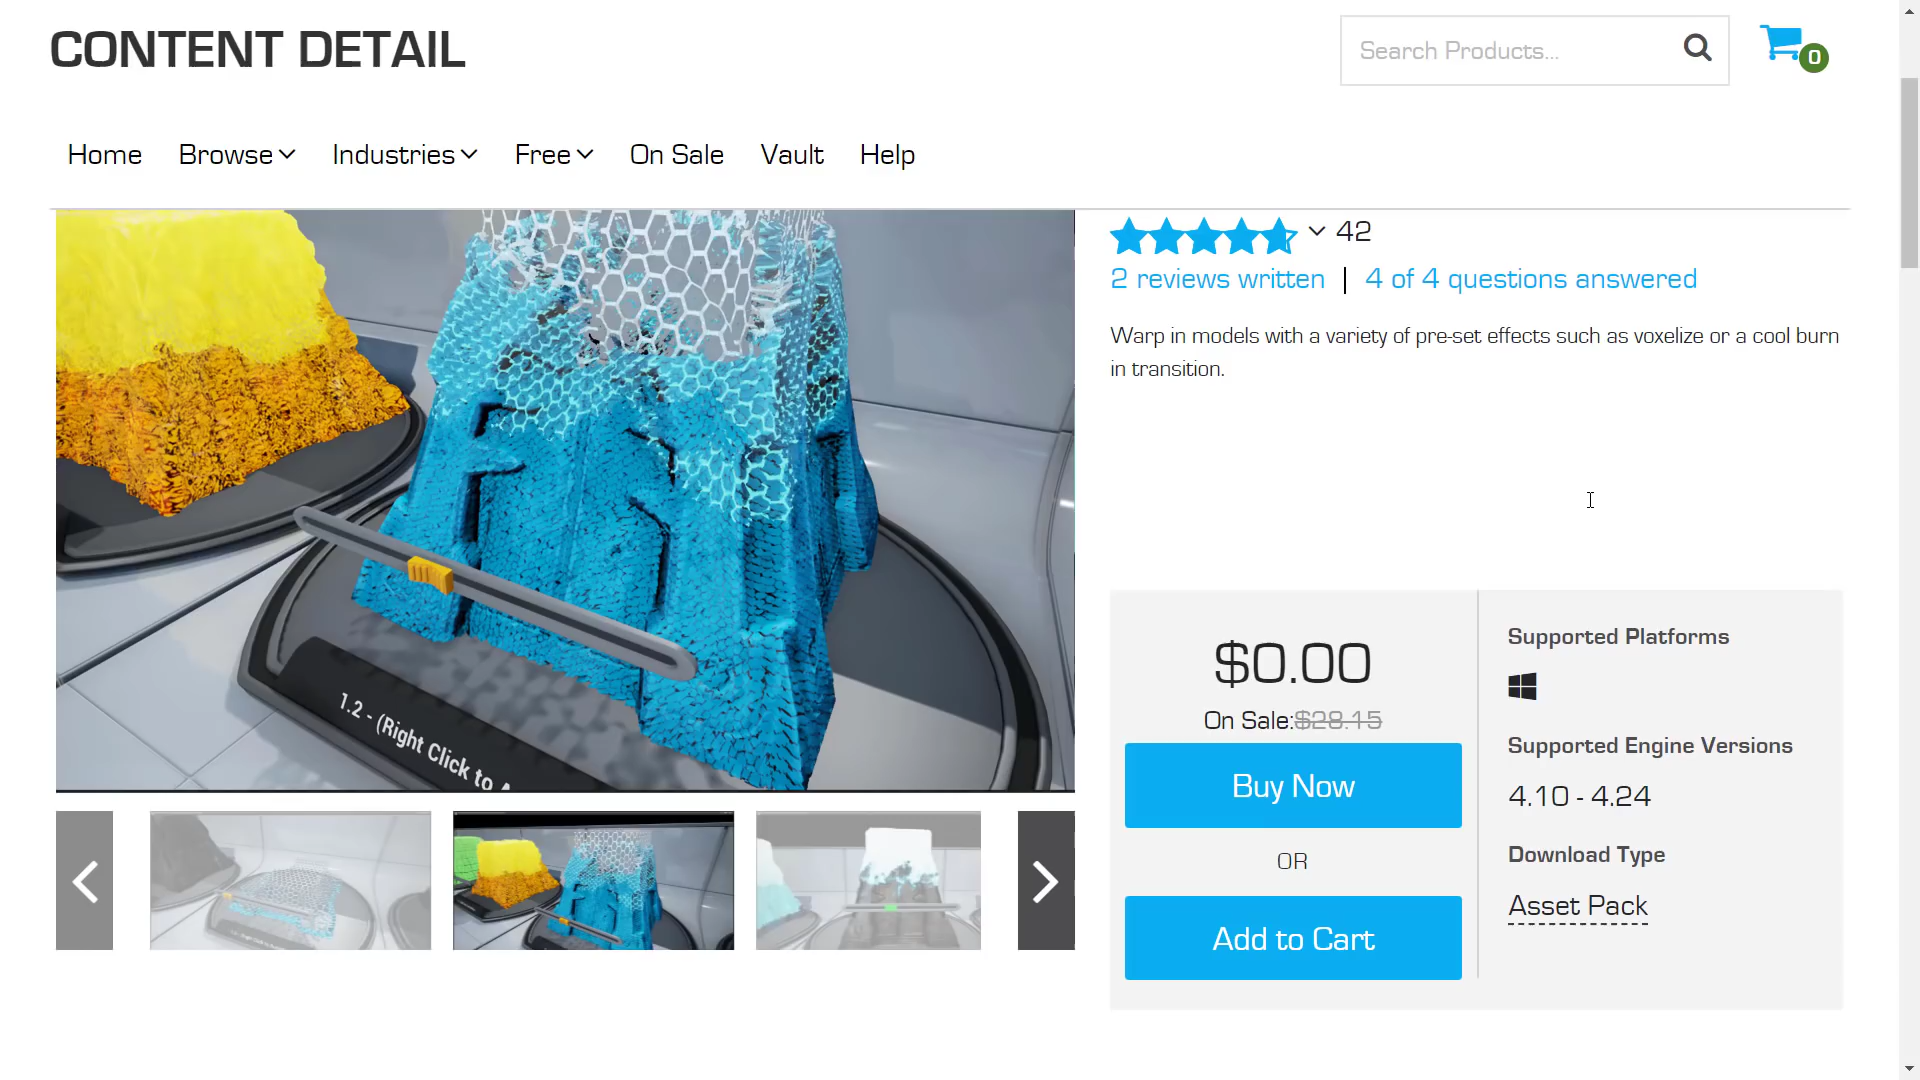 CONTENT DETAIL
Search Products...
0
Home
Browse
Industries
Free
On Sale
Vault
Help
42
2 reviews written | 4 of 4 questions answered
Warp in models with a variety of pre-set effects such as voxelize or a cool burn
in transition.
1.2 - (Right Click to
$0.00
On Sale:$28.15
Buy Now
OR
Add to Cart
Supported Platforms
Supported Engine Versions
4.10 - 4.24
Download Type
Asset Pack